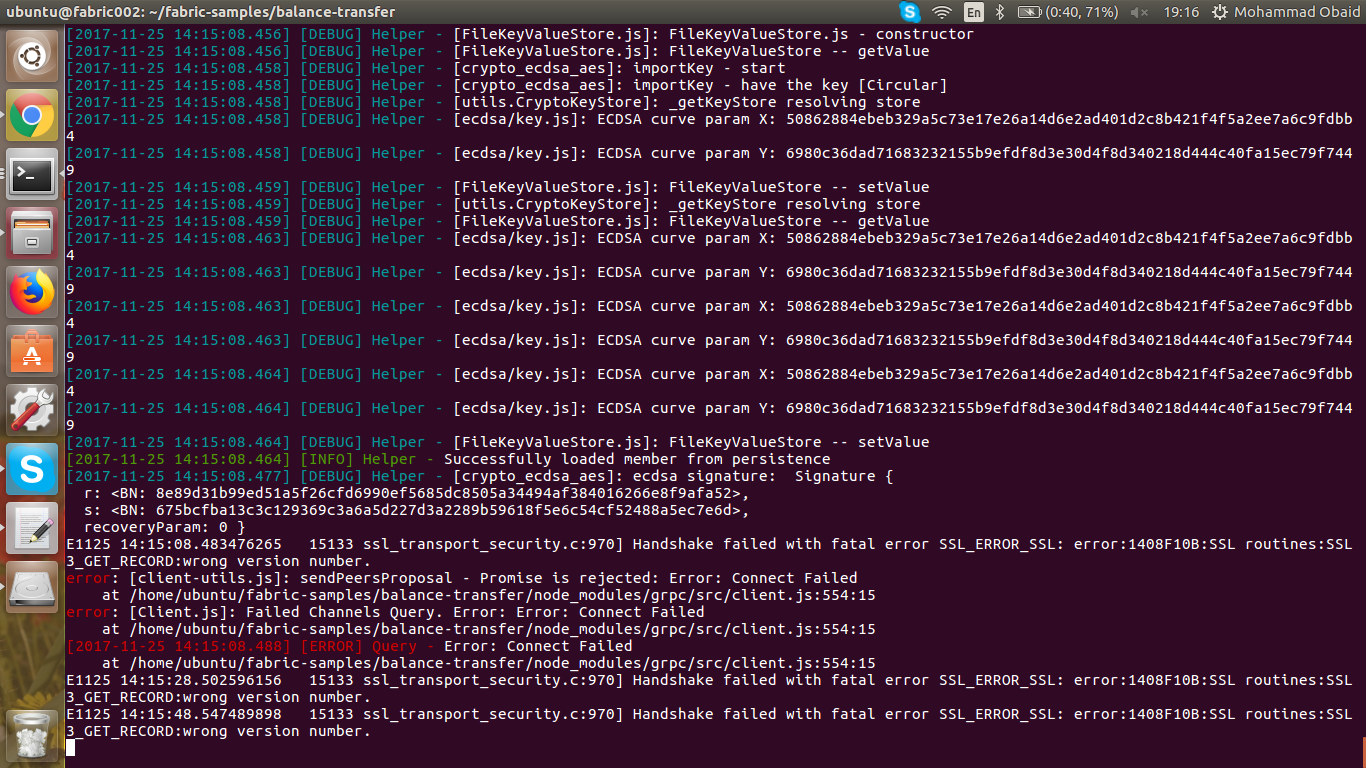 ubuntu@fabric002: ~/fabric-samples/balance-transfer
En
(0:40, 71%)
19:16
Mohammad Obaid
[2017-11-25 14:15:08.456] [DEBUG] Helper - [FileKeyValueStore.js]: FileKeyValueStore.js - constructor
[2017-11-25 14:15:08.456] [DEBUG] Helper - [FileKeyValueStore.js]: FileKeyValueStore -- getValue
[2017-11-25 14:15:08.458] [DEBUG] Helper - [crypto_ecdsa_aes]: importKey - start
[2017-11-25 14:15:08.458] [DEBUG] Helper - [crypto_ecdsa_aes]: importKey - have the key [Circular]
[2017-11-25 14:15:08.458] [DEBUG] Helper - [utils.CryptoKeyStore]: _getKeyStore resolving store
[2017-11-25 14:15:08.458] [DEBUG] Helper - [ecdsa/key.js]: ECDSA curve param X: 50862884ebeb329a5c73e17e26a14d6e2ad401d2c8b421f4f5a2ee7a6c9fdbb
4
[2017-11-25 14:15:08.458] [DEBUG] Helper - [ecdsa/key.js]: ECDSA curve param Y: 6980c36dad71683232155b9efdf8d3e30d4f8d340218d444c40fa15ec79f744
9
[2017-11-25 14:15:08.459] [DEBUG] Helper - [FileKeyValueStore.js]: FileKeyValueStore -- setValue
[2017-11-25 14:15:08.459] [DEBUG] Helper - [utils.CryptoKeyStore]: _getKeyStore resolving store
[2017-11-25 14:15:08.459] [DEBUG] Helper - [FileKeyValueStore.js]: FileKeyValueStore -- getValue
[2017-11-25 14:15:08.463] [DEBUG] Helper - [ecdsa/key.js]: ECDSA curve param X: 50862884ebeb329a5c73e17e26a14d6e2ad401d2c8b421f4f5a2ee7a6c9fdbb
4
[2017-11-25 14:15:08.463] [DEBUG] Helper - [ecdsa/key.js]: ECDSA curve param Y: 6980c36dad71683232155b9efdf8d3e30d4f8d340218d444c40fa15ec79f744
9
[2017-11-25 14:15:08.463] [DEBUG] Helper - [ecdsa/key.js]: ECDSA curve param X: 50862884ebeb329a5c73e17e26a14d6e2ad401d2c8b421f4f5a2ee7a6c9fdbb
4
[2017-11-25 14:15:08.463] [DEBUG] Helper - [ecdsa/key.js]: ECDSA curve param Y: 6980c36dad71683232155b9efdf8d3e30d4f8d340218d444c40fa15ec79f744
9
[2017-11-25 14:15:08.464] [DEBUG] Helper - [ecdsa/key.js]: ECDSA curve param X: 50862884ebeb329a5c73e17e26a14d6e2ad401d2c8b421f4f5a2ee7a6c9fdbb
4
[2017-11-25 14:15:08.464] [DEBUG] Helper - [ecdsa/key.js]: ECDSA curve param Y: 6980c36dad71683232155b9efdf8d3e30d4f8d340218d444c40fa15ec79f744
9
[2017-11-25 14:15:08.464] [DEBUG] Helper - [FileKeyValueStore.js]: FileKeyValueStore -- setValue
[2017-11-25 14:15:08.464] [INFO] Helper - Successfully loaded member from persistence
[2017-11-25 14:15:08.477] [DEBUG] Helper - [crypto_ecdsa_aes]: ecdsa signature:  Signature {
  r: <BN: 8e89d31b99ed51a5f26cfd6990ef5685dc8505a34494af384016266e8f9afa52>,
  s: <BN: 675bcfba13c3c129369c3a6a5d227d3a2289b59618f5e6c54cf52488a5ec7e6d>,
  recoveryParam: 0 }
E1125 14:15:08.483476265   15133 ssl_transport_security.c:970] Handshake failed with fatal error SSL_ERROR_SSL: error:1408F10B:SSL routines:SSL
3_GET_RECORD:wrong version number.
error: [client-utils.js]: sendPeersProposal - Promise is rejected: Error: Connect Failed
    at /home/ubuntu/fabric-samples/balance-transfer/node_modules/grpc/src/client.js:554:15
error: [Client.js]: Failed Channels Query. Error: Error: Connect Failed
    at /home/ubuntu/fabric-samples/balance-transfer/node_modules/grpc/src/client.js:554:15
[2017-11-25 14:15:08.488] [ERROR] Query - Error: Connect Failed
    at /home/ubuntu/fabric-samples/balance-transfer/node_modules/grpc/src/client.js:554:15
E1125 14:15:28.502596156   15133 ssl_transport_security.c:970] Handshake failed with fatal error SSL_ERROR_SSL: error:1408F10B:SSL routines:SSL
3_GET_RECORD:wrong version number.
E1125 14:15:48.547489898   15133 ssl_transport_security.c:970] Handshake failed with fatal error SSL_ERROR_SSL: error:1408F10B:SSL routines:SSL
3_GET_RECORD:wrong version number.